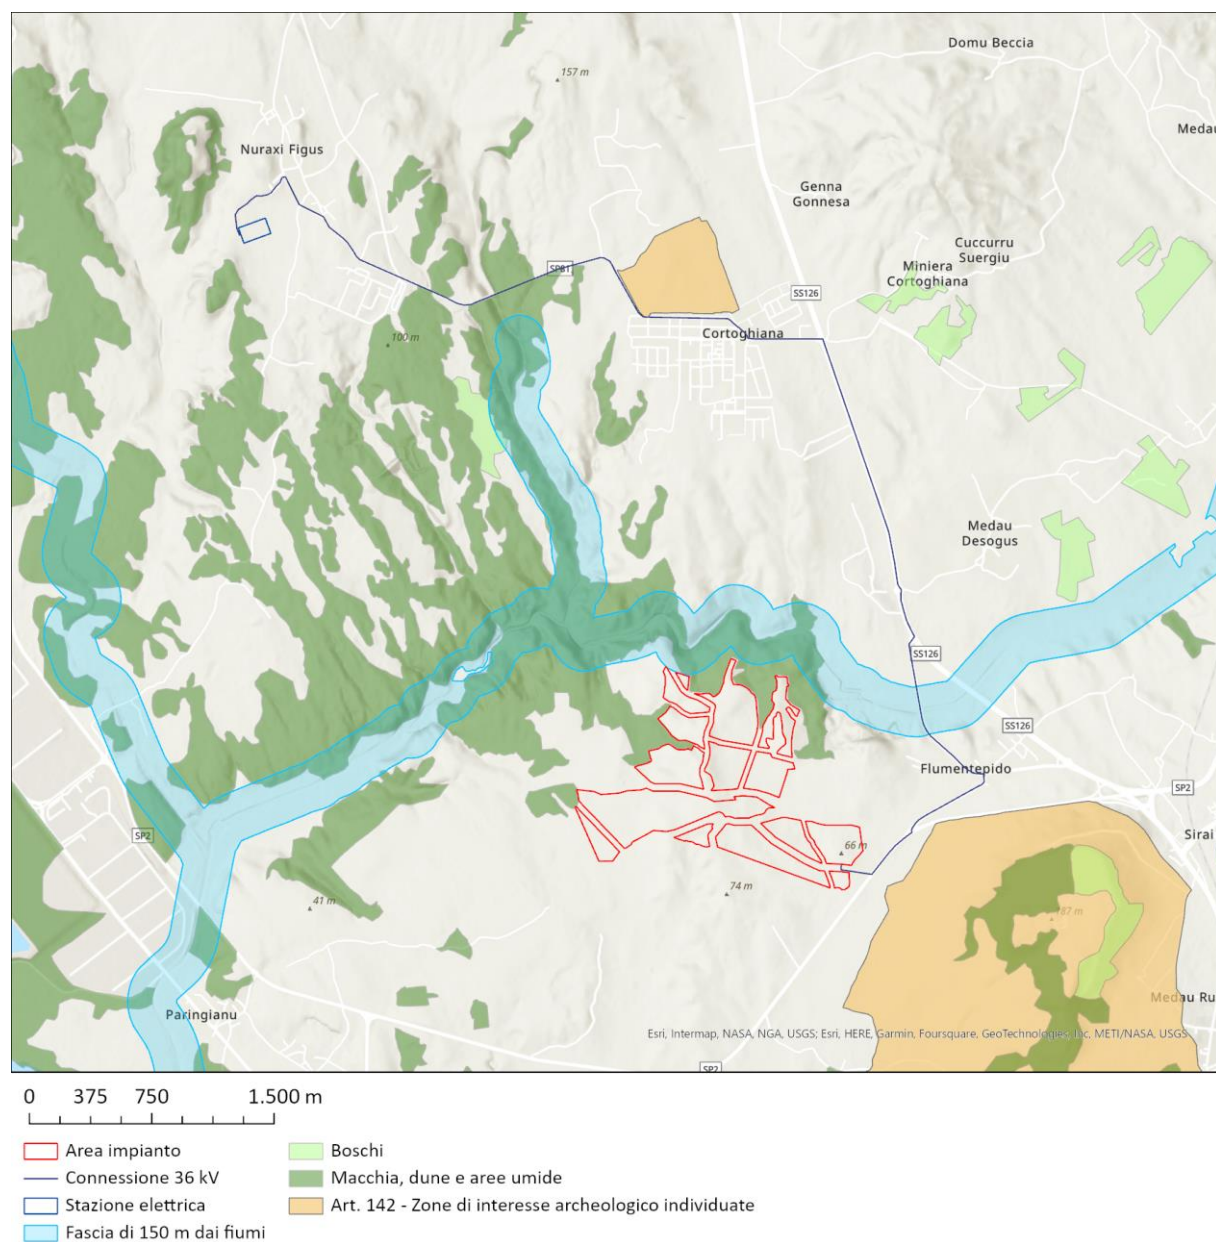 Domu Beccia
157 m
Medau
Nuraxi Figus
Genna
Gonnesa
Cuccurru
Suergiu
Miniera
Cortoghiana
SP81
SS126
Cortoghiana
100 m
Medau
Desogus
SS126
SS126
Flumentepido
SP2
SP2
Sirai
66 m
74 m
41 m
187 m
Medau Ru
Paringianu
Esri, Intermap, NASA, NGA, USGS; Esri, HERE, Garmin, Foursquare, GeoTechnologies, Inc, METI/NASA, USGS
SP2
0 375 750 1.500 m
Area impianto
Connessione 36 kV
Stazione elettrica
Fascia di 150 m dai fiumi
Boschi
Macchia, dune e aree umide
Art. 142 - Zone di interesse archeologico individuate